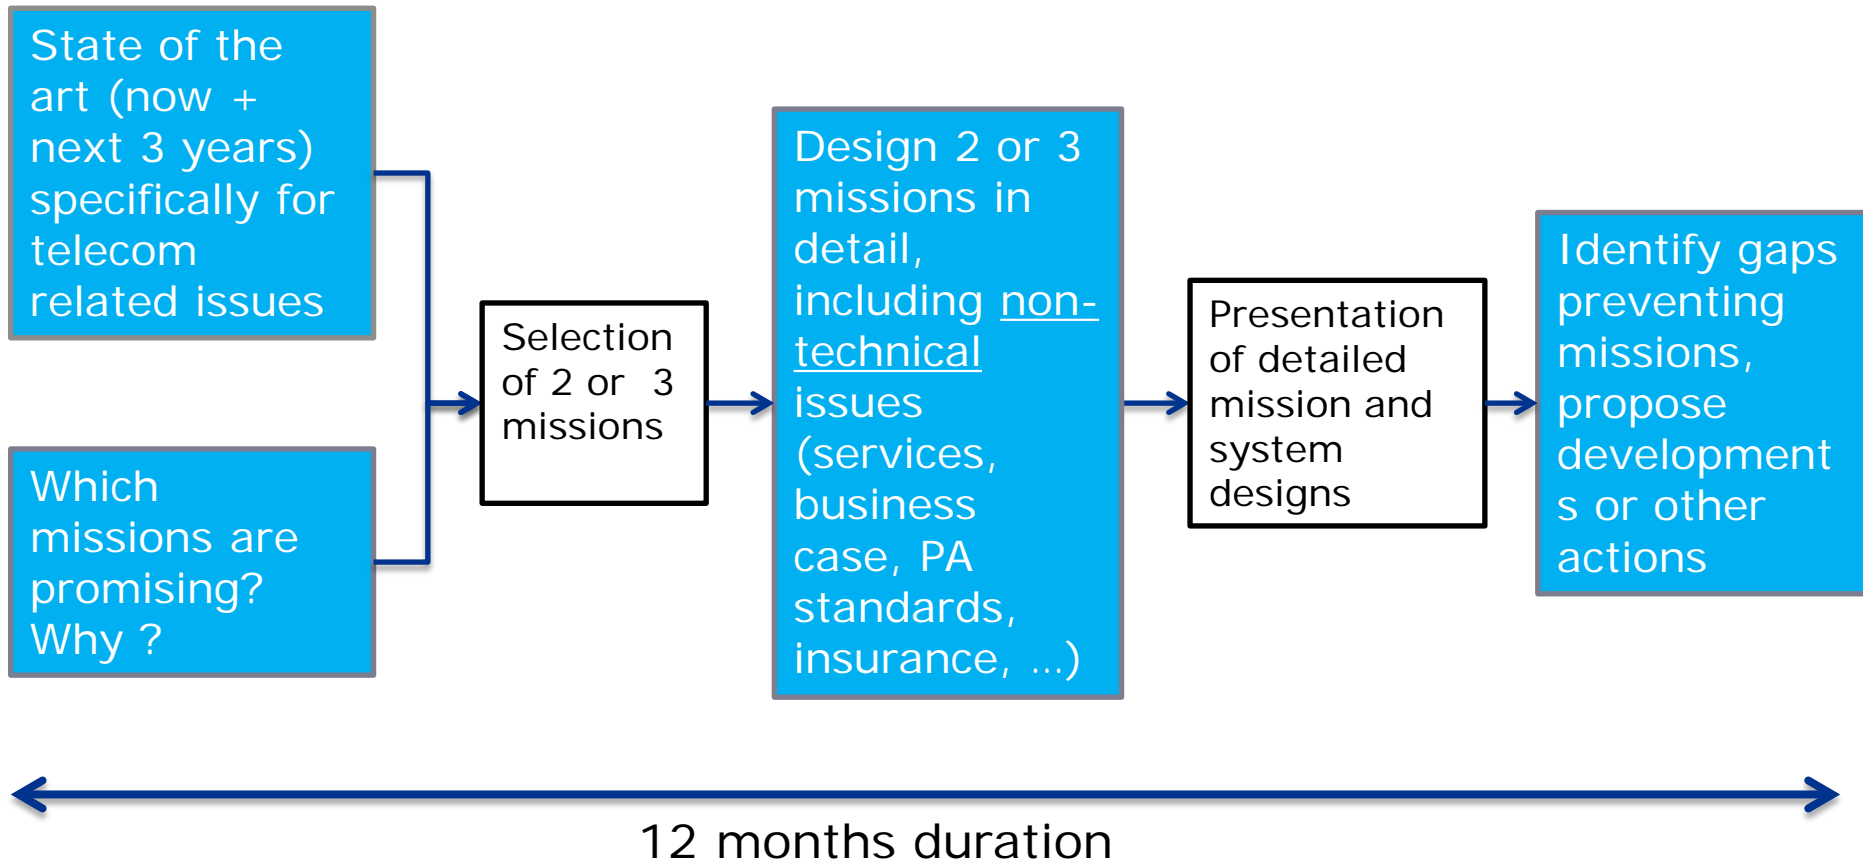 State of the
art (now +
next 3 years)
specifically for
telecom
related issues
Which
missions are
promising?
Why ?
Selection
of 2 or 3
missions
Design 2 or 3
missions in
detail,
including non-
technical
issues
(services,
business
case, PA
standards,
insurance, …)
Presentation
of detailed
mission and
system
designs
Identify gaps
preventing
missions,
propose
development
s or other
actions
12 months duration